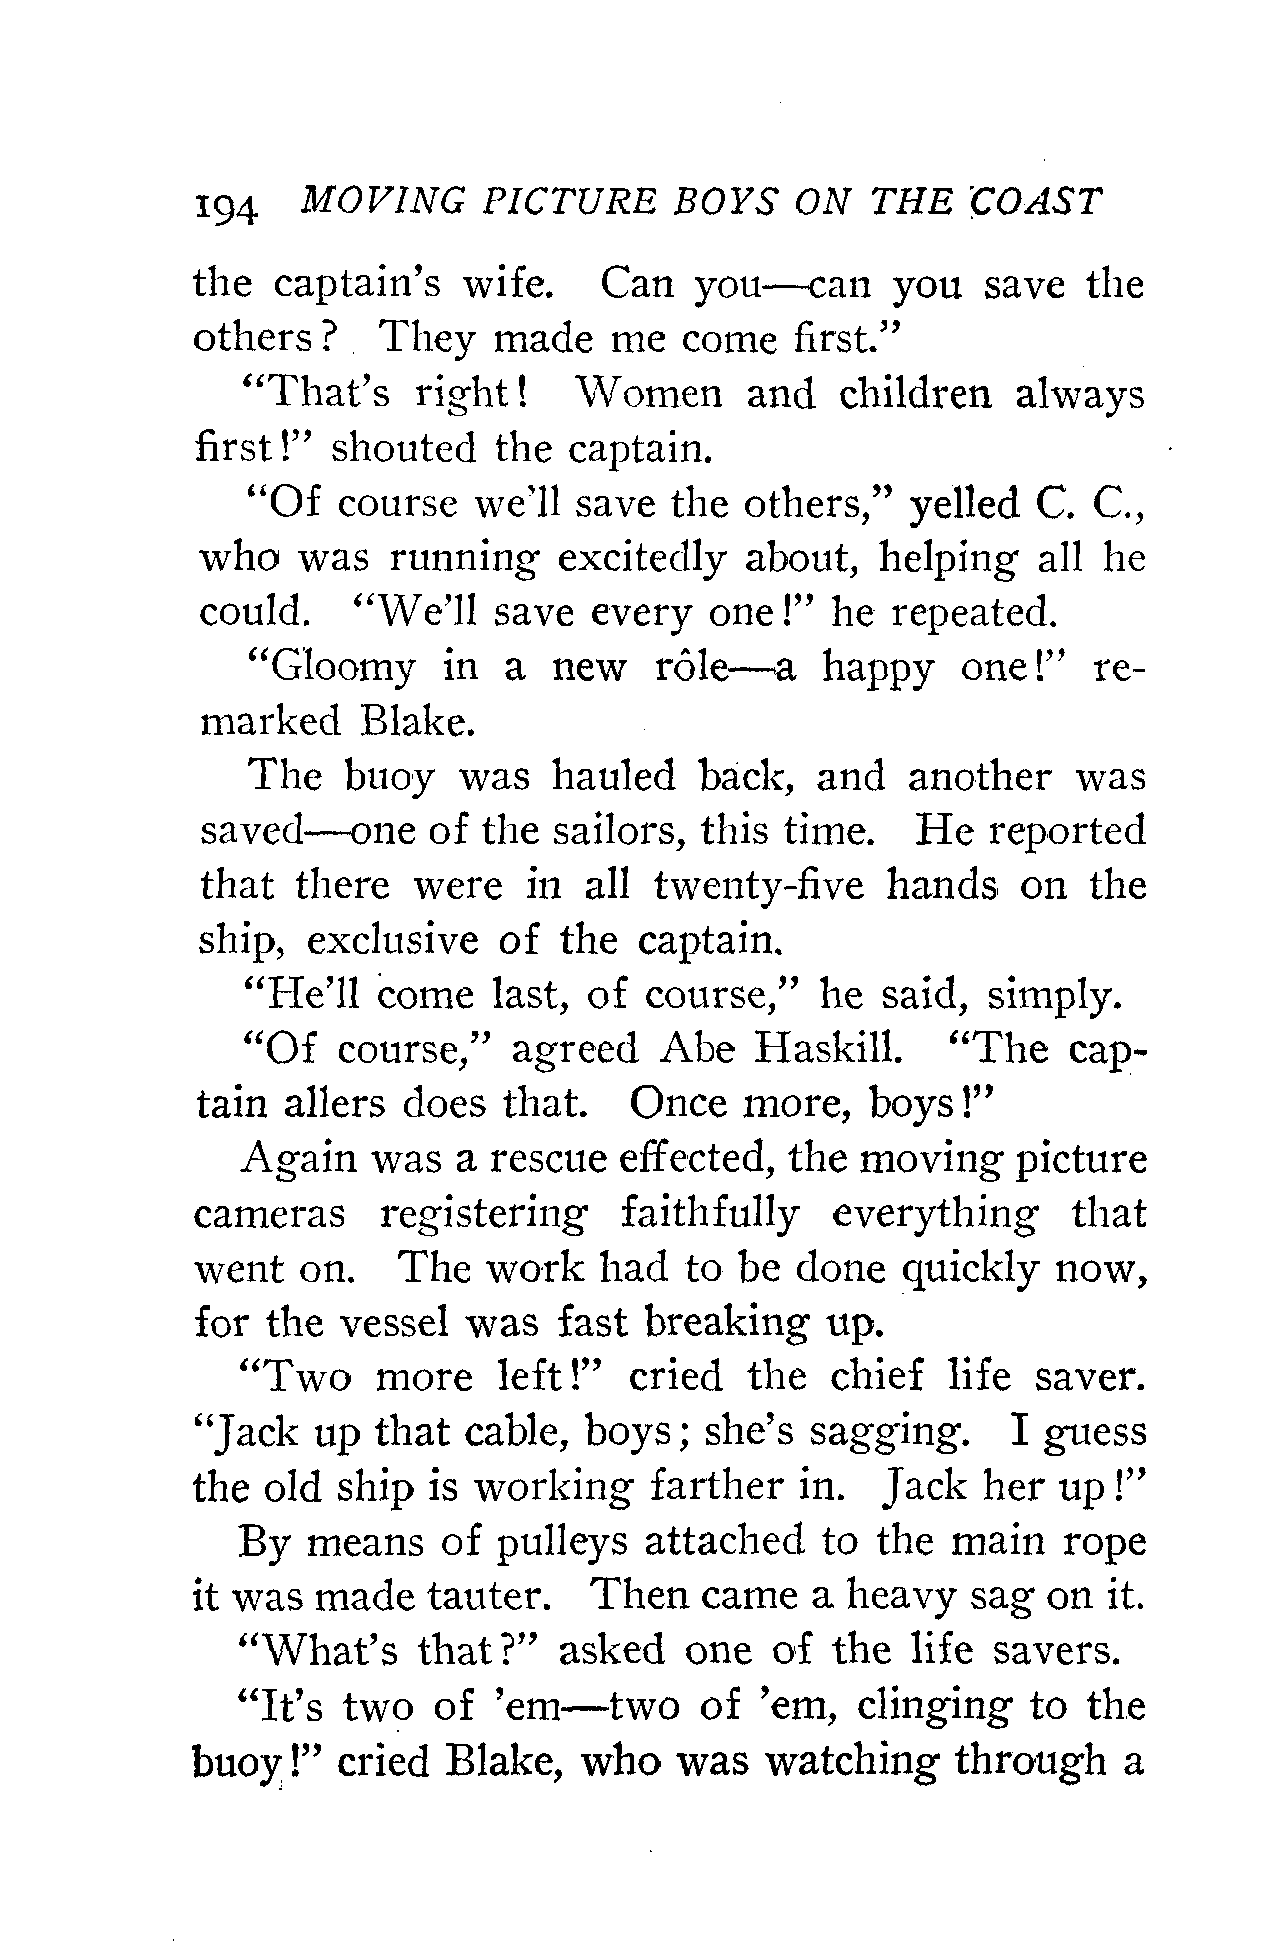 194 MOVING PICTURE BOYS ON THE COAST
the captain's wife. Can you—can you save the
others? They made me come first."
"That's right! Women and children always
first!" shouted the captain.
"Of course we'll save the others," yelled C. C.,
who was running excitedly about, helping all he
could. "We'll save every one!" he repeated.
"Gloomy in a new rôle—a happy one!" re-
marked Blake.
The buoy was hauled back, and another was
saved—one of the sailors, this time. He reported
that there were in all twenty-five hands on the
ship, exclusive of the captain.
"He'll come last, of course," he said, simply.
"Of course," agreed Abe Haskill. "The cap-
tain allers does that. Once more, boys!"
Again was a rescue effected, the moving picture
cameras registering faithfully everything that
went on. The work had to be done quickly now,
for the vessel was fast breaking up.
"Two more left!" cried the chief life saver.
"Jack up that cable, boys; she's sagging. I guess
the old ship is working farther in. Jack her up!"
By means of pulleys attached to the main rope
it was made tauter. Then came a heavy sag on it.
"What's that?" asked one of the life savers.
"It's two of 'em—two of 'em, clinging to the
buoy!" cried Blake, who was watching through a